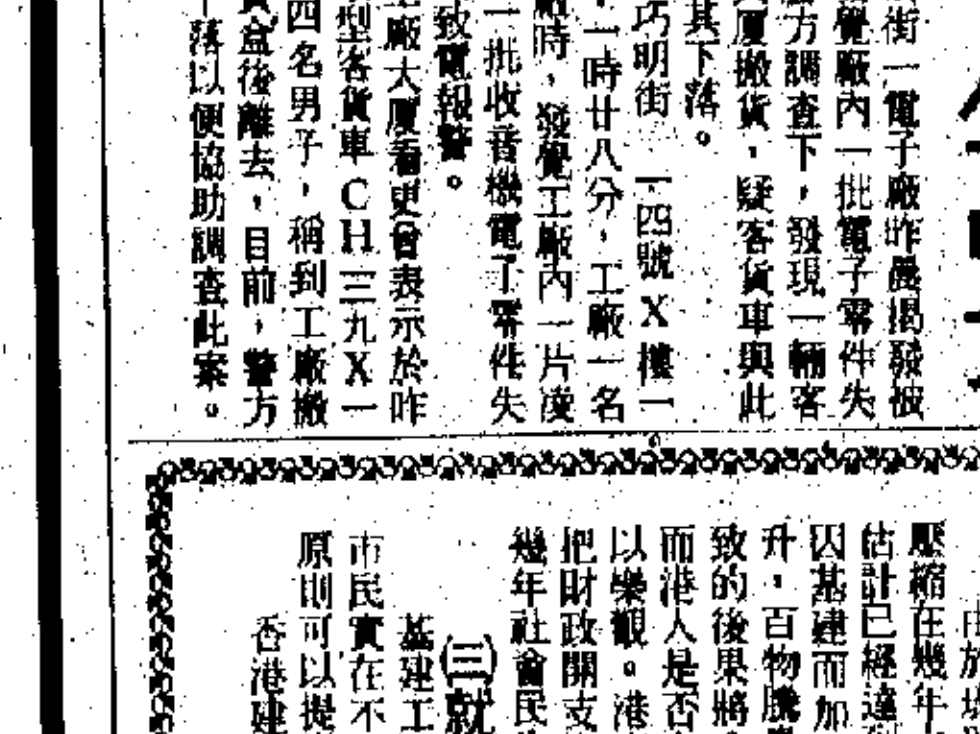 街一電子廠昨晨揭發被
覺廠內一批電子零件失
方調查下，發現一輛客
厦搬貨，疑客貨車與此
其下落。
巧明街一四號X樓一
一時廿八分，工廠一名
時，發覺工廠內一片凌
一批收音機電子零件失
致電報警。
廠大厦看更曾表示於昨
型客貨車CH三九X一
四名男子，稱到工廠搬
盒後離去，目前，警方
落以便協助調查此案。
壓縮在幾年
估計已經達
因基建而加
升，百物騰
致的後果將
而港人是否
以樂觀。港
把財政開支
幾年社會民
(三)就
基建工
市民實在不
原則可以提
香港建